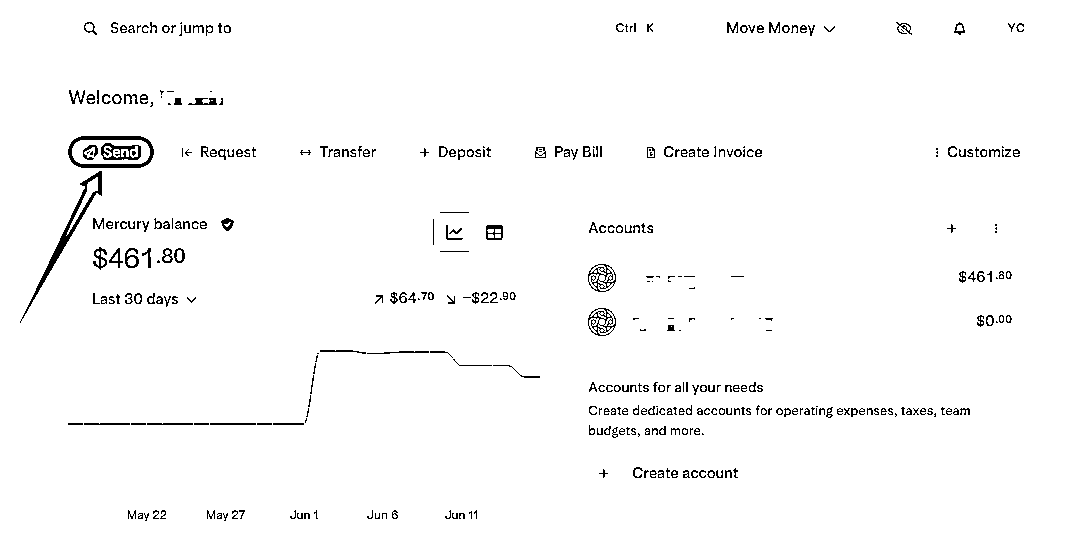 Search or jump to
Ctrl K
Move Money
YC
Welcome,
Send
Request
Transfer
Deposit
Pay Bill
Create Invoice
Customize
Mercury balance
$461.80
Last 30 days
$64.70
−$22.90
May 22
May 27
Jun 1
Jun 6
Jun 11
Accounts
$461.80
$0.00
Accounts for all your needs
Create dedicated accounts for operating expenses, taxes, team
budgets, and more.
Create account